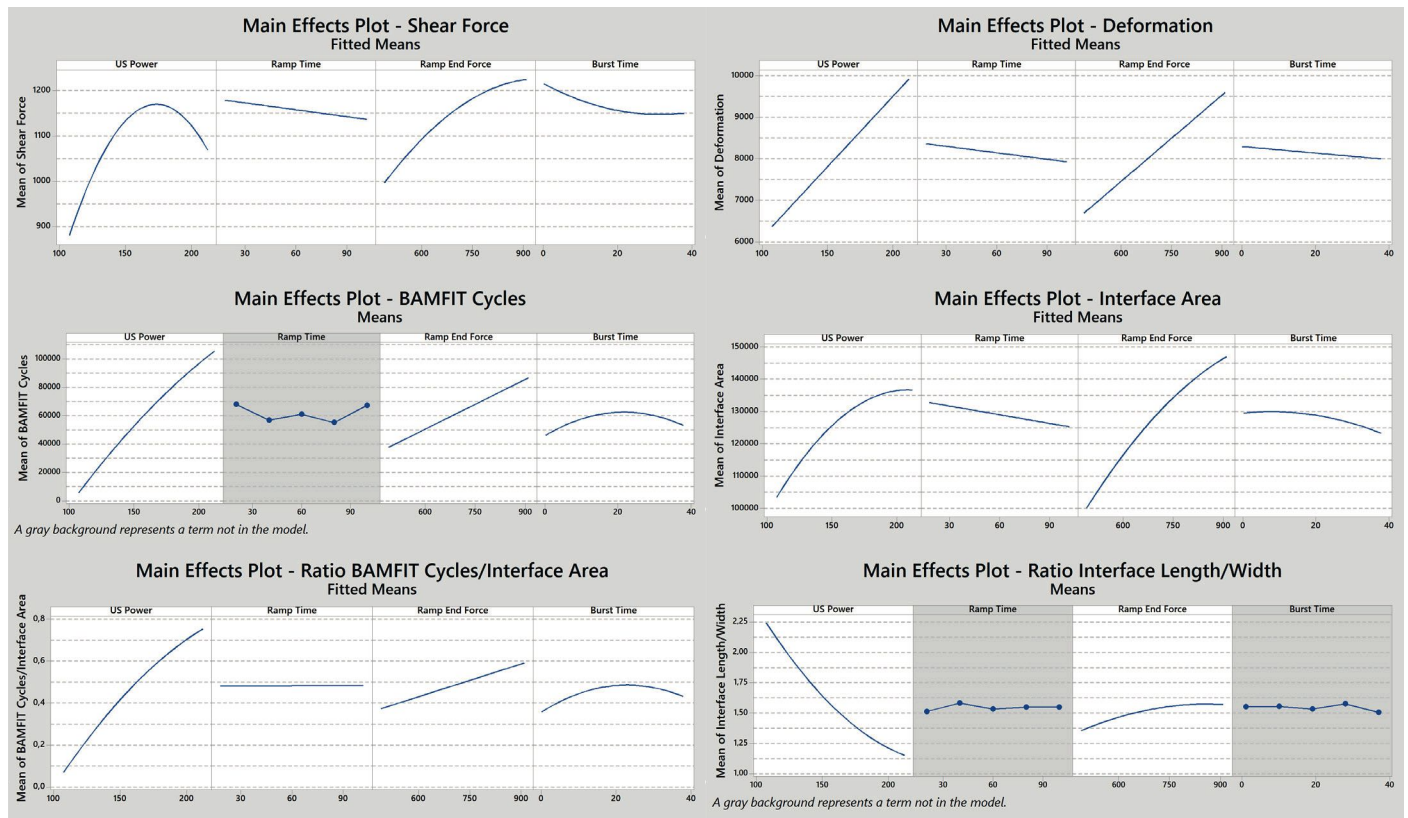 Main Effects Plot - Shear Force
Fitted Means
US Power Ramp Time Ramp End Force Burst Time
Mean of Shear Force
1200
1100
1000
900
100 150 200 30 60 90 600 750 900 0 20 40
Main Effects Plot - Deformation
Fitted Means
US Power Ramp Time Ramp End Force Burst Time
Mean of Deformation
10000
9000
8000
7000
6000
100 150 200 30 60 90 600 750 900 0 20 40
Main Effects Plot - BAMFIT Cycles
Means
US Power Ramp Time Ramp End Force Burst Time
Mean of BAMFIT Cycles
100000
80000
60000
40000
20000
0
100 150 200 30 60 90 600 750 900 0 20 40
A gray background represents a term not in the model.
Main Effects Plot - Interface Area
Fitted Means
US Power Ramp Time Ramp End Force Burst Time
Mean of Interface Area
150000
140000
130000
120000
110000
100000
100 150 200 30 60 90 600 750 900 0 20 40
Main Effects Plot - Ratio BAMFIT Cycles/Interface Area
Fitted Means
US Power Ramp Time Ramp End Force Burst Time
Mean of BAMFIT Cycles/Interface Area
0,8
0,6
0,4
0,2
0,0
100 150 200 30 60 90 600 750 900 0 20 40
Main Effects Plot - Ratio Interface Length/Width
Means
US Power Ramp Time Ramp End Force Burst Time
Mean of Interface Length/Width
2,25
2,00
1,75
1,50
1,25
1,00
100 150 200 30 60 90 600 750 900 0 20 40
A gray background represents a term not in the model.